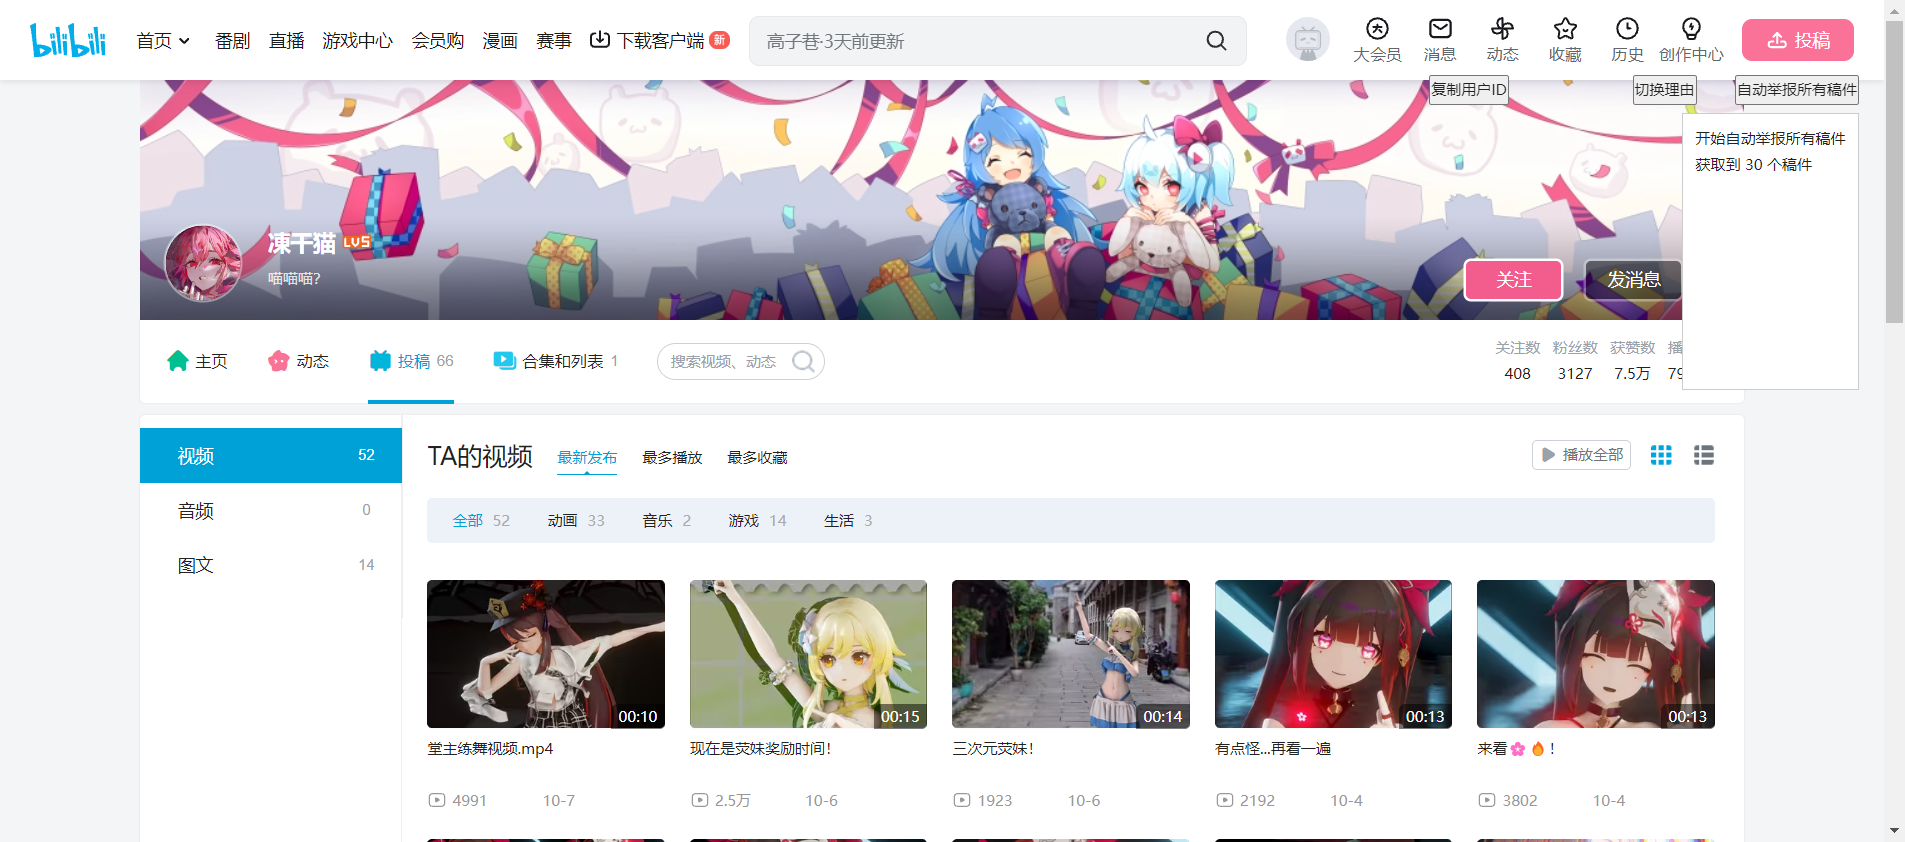 bilibili 首页 番剧 直播 游戏中心 会员购 漫画 赛事 下载客户端 新 高子巷·3天前更新 大会员 消息 动态 收藏 历史 创作中心 投稿
复制用户ID 切换理由 自动举报所有稿件
开始自动举报所有稿件
获取到 30 个稿件
凍干猫 LV5
喵喵喵？
关注 发消息
主页 动态 投稿 66 合集和列表 1 搜索视频、动态
关注数 粉丝数 获赞数 播
408 3127 7.5万 79
视频 52
音频 0
图文 14
TA的视频 最新发布 最多播放 最多收藏 播放全部
全部 52 动画 33 音乐 2 游戏 14 生活 3
00:10 00:15 00:14 00:13 00:13
堂主练舞视频.mp4 现在是荧妹奖励时间！ 三次元荧妹！ 有点怪...再看一遍 来看🌸🔥！
4991 10-7 2.5万 10-6 1923 10-6 2192 10-4 3802 10-4